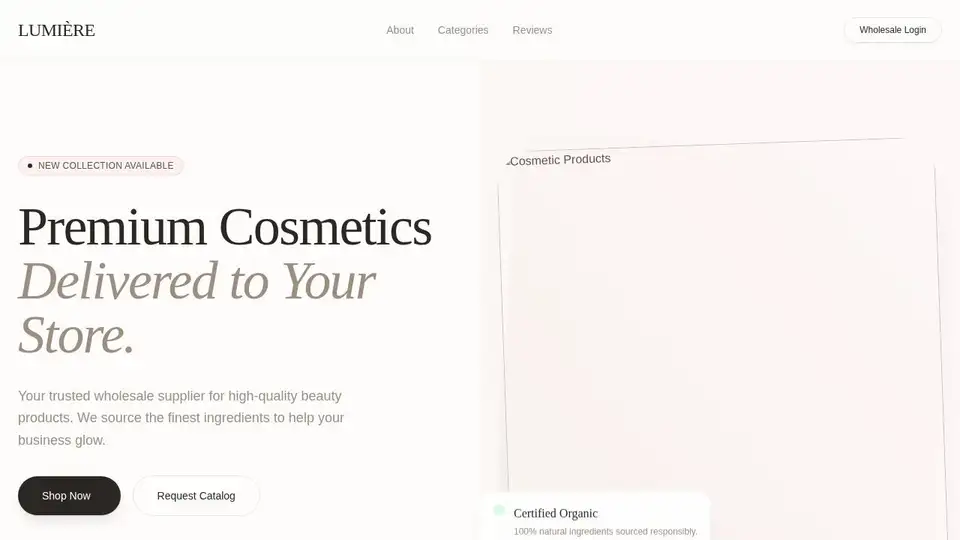 LUMIÈRE
About
Categories
Reviews
Wholesale Login
NEW COLLECTION AVAILABLE
Premium Cosmetics
Delivered to Your
Store.
Your trusted wholesale supplier for high-quality beauty
products. We source the finest ingredients to help your
business glow.
Shop Now
Request Catalog
Cosmetic Products
Certified Organic
100% natural ingredients sourced responsibly.